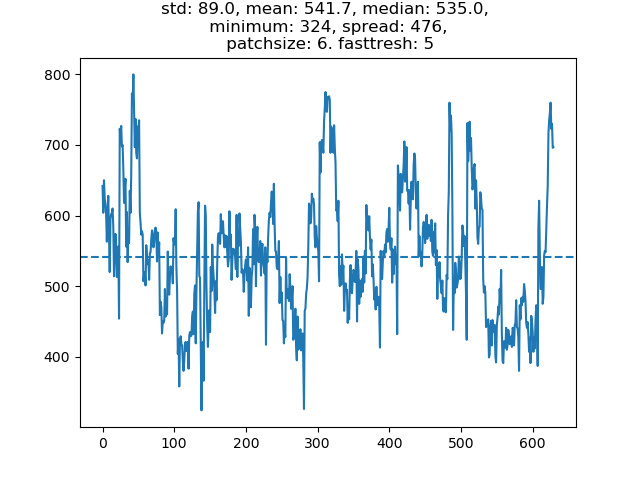 std: 89.0, mean: 541.7, median: 535.0,
minimum: 324, spread: 476,
patchsize: 6. fasttresh: 5
800
700
600
500
400
0 100 200 300 400 500 600